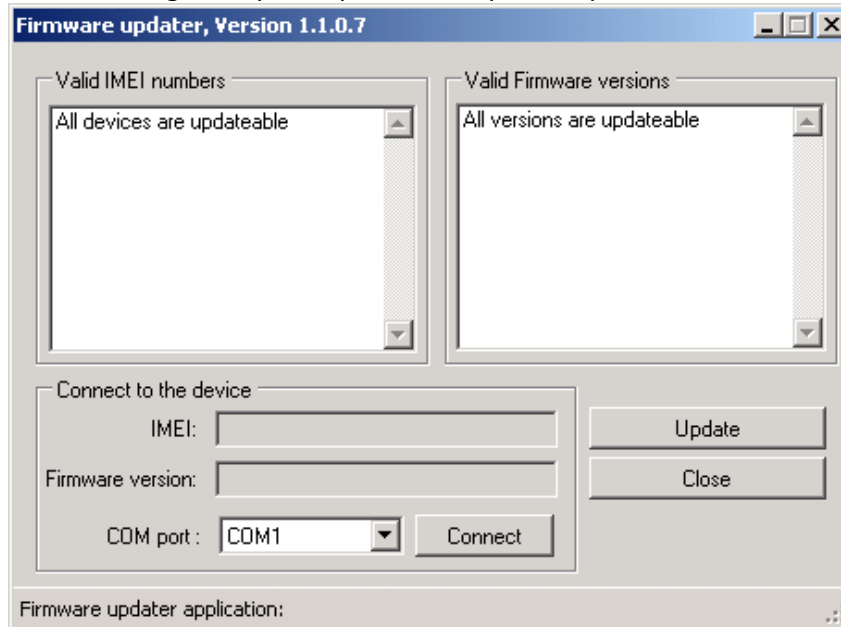 Firmware updater, Version 1.1.0.7
Valid IMEI numbers
All devices are updateable
Valid Firmware versions
All versions are updateable
Connect to the device
IMEI:
Firmware version:
COM port : COM1 Connect
Update
Close
Firmware updater application: